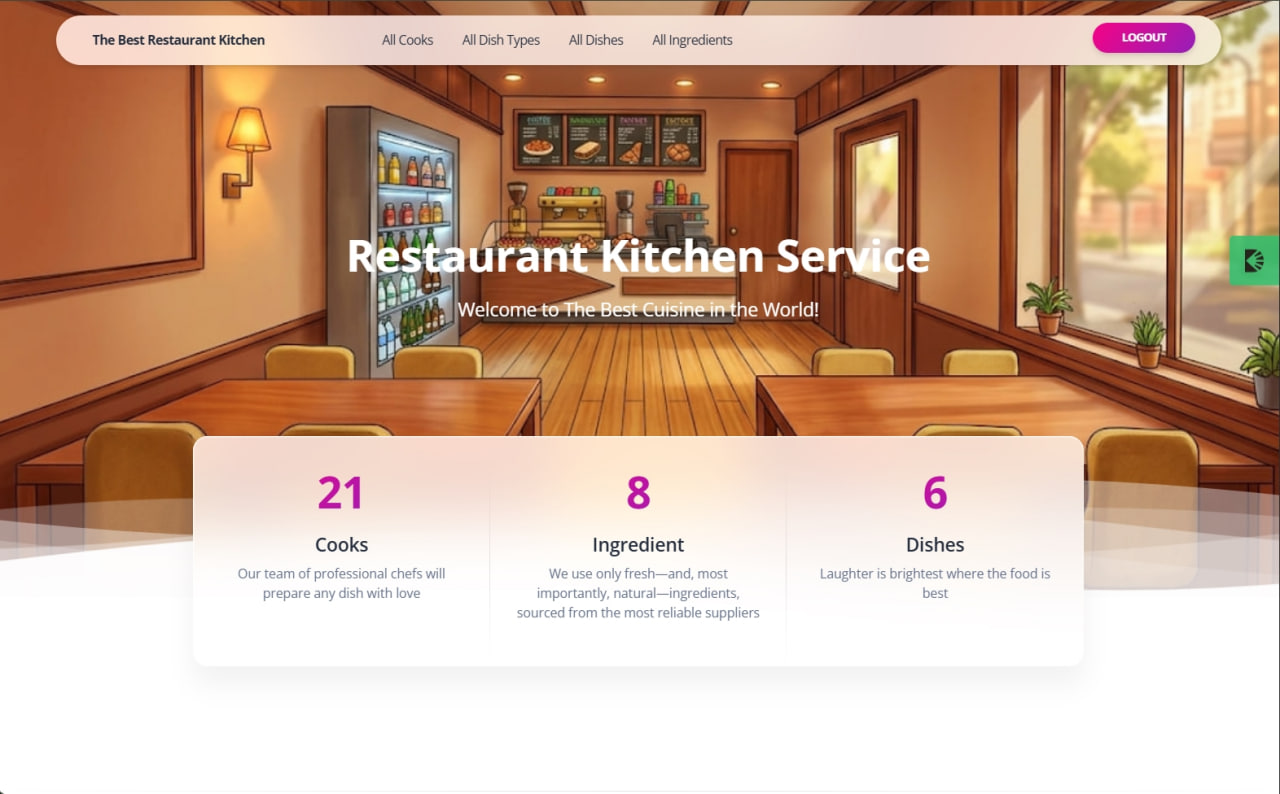 The Best Restaurant Kitchen
All Cooks
All Dish Types
All Dishes
All Ingredients
LOGOUT
Restaurant Kitchen Service
Welcome to The Best Cuisine in the World!
21
Cooks
Our team of professional chefs will
prepare any dish with love
8
Ingredient
We use only fresh—and, most
importantly, natural—ingredients,
sourced from the most reliable suppliers
6
Dishes
Laughter is brightest where the food is
best